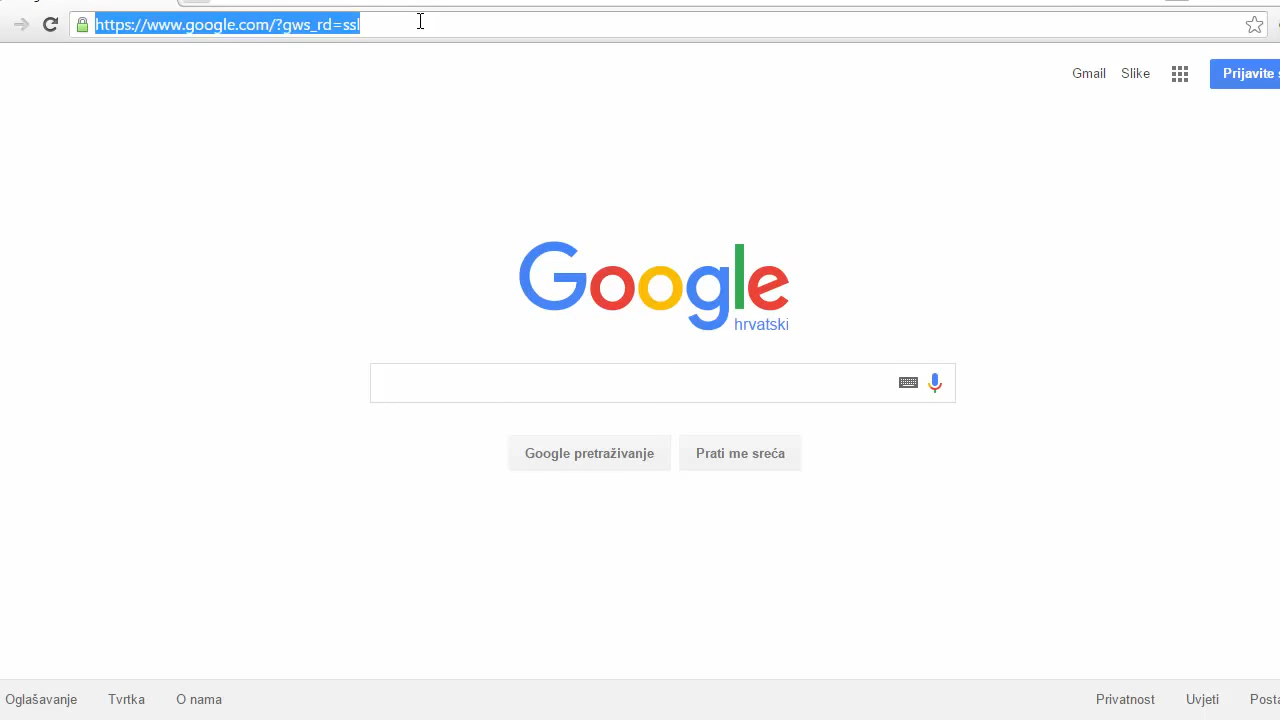 https://www.google.com/?gws_rd=ssl
Gmail Slike Prijavite
Google
hrvatski
Google pretraživanje Prati me sreća
Oglašavanje Tvrtka O nama Privatnost Uvjeti